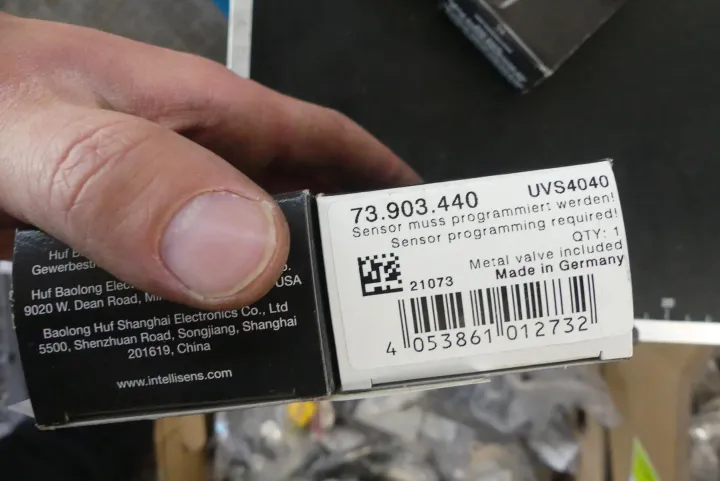 Huf B
Gewerbest
Huf Baolong Elec
9020 W. Dean Road, Mi USA
Baolong Huf Shanghai Electronics Co., Ltd
5500, Shenzhuan Road, Songjiang, Shanghai
201619, China
www.intellisens.com
73.903.440 UVS4040
Sensor muss programmiert werden!
Sensor programming required!
QTY: 1
Metal valve included
21073 Made in Germany
4 053861 012732